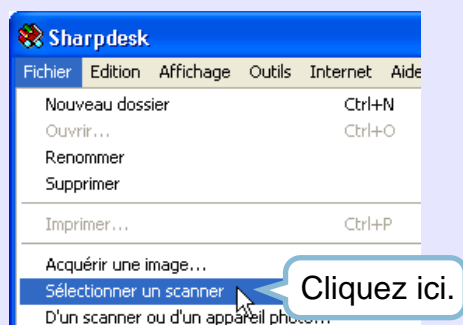 Sharpdesk
Fichier Edition Affichage Outils Internet Aide
Nouveau dossier Ctrl+N
Ouvrir... Ctrl+O
Renommer
Supprimer
Imprimer... Ctrl+P
Acquérir une image...
Sélectionner un scanner
Cliquez ici.
D'un scanner ou d'un appareil photo...